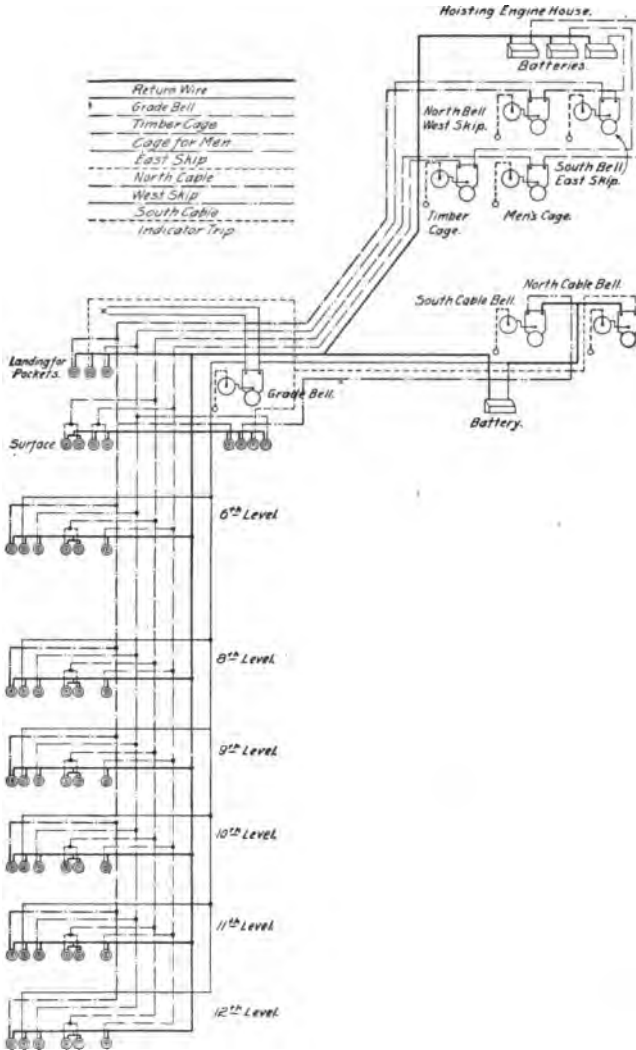 Hoisting Engine House.
Batteries.
Return Wire
Grade Bell
Timber Cage
Cage for Men
East Skip
North Cable
West Skip
South Cable
Indicator Trip
North Bell
West Skip.
South Bell
East Skip.
Timber
Cage.
Men's Cage.
South Cable Bell.
North Cable Bell.
Landing for
Pockets.
Grade Bell.
Battery.
Surface
6th Level.
8th Level.
9th Level.
10th Level.
11th Level.
12th Level.